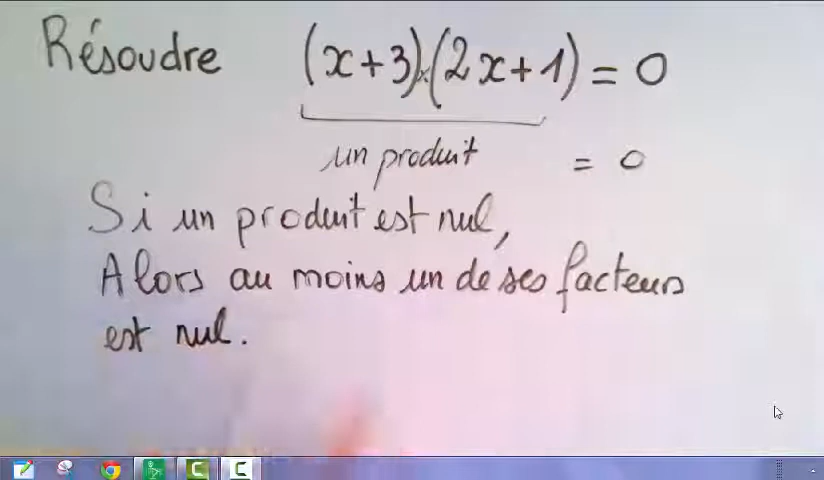 Résoudre (x+3).(2x+1) = 0
un produit = 0
Si un produit est nul,
Alors au moins un de ses facteurs
est nul.